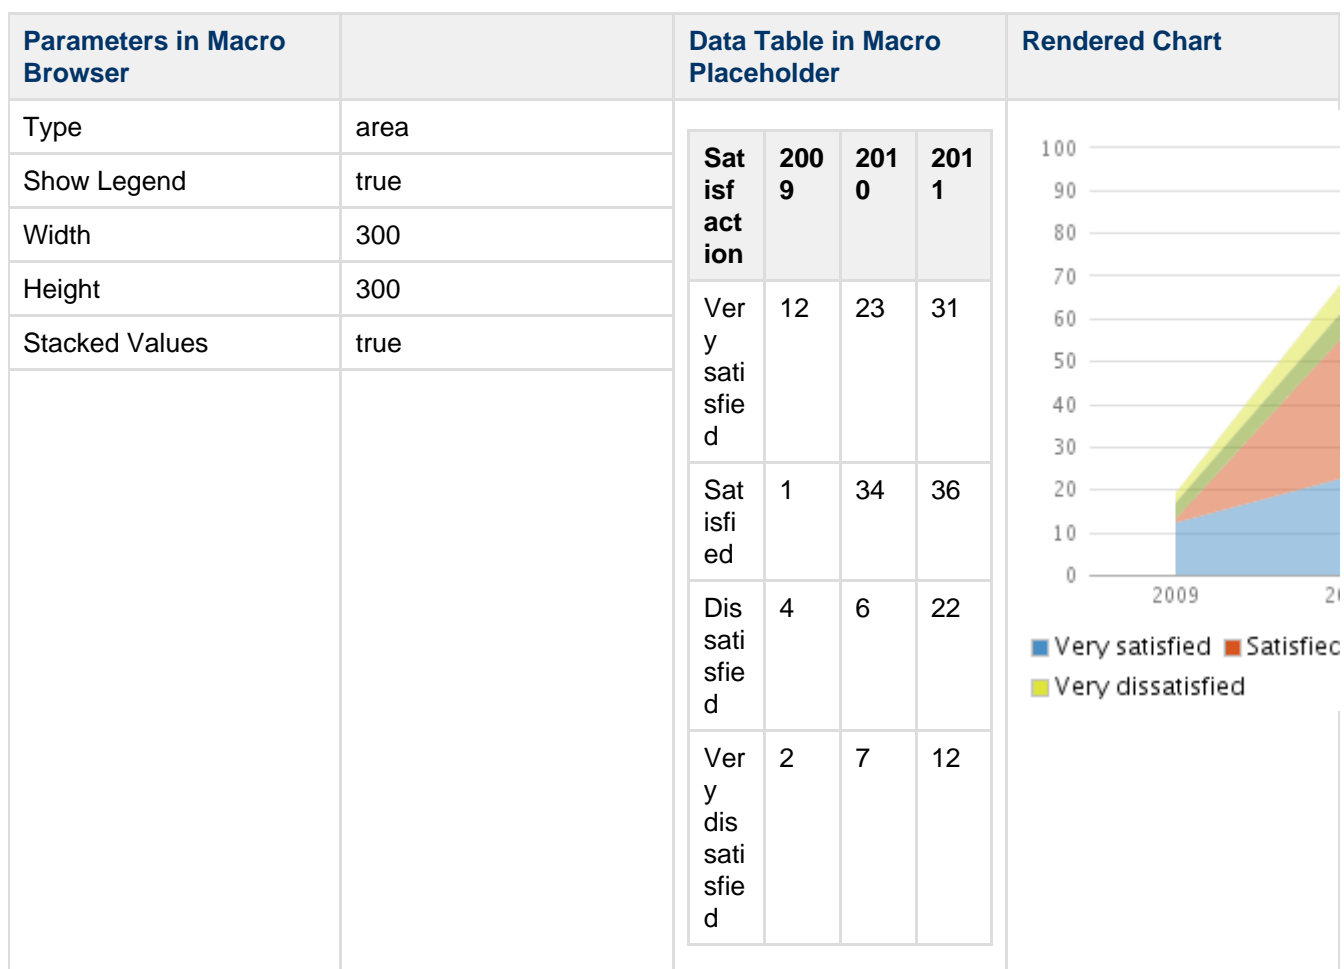 Parameters in Macro
Browser
Data Table in Macro
Placeholder
Rendered Chart
Type
area
Show Legend
true
Width
300
Height
300
Stacked Values
true
Sat
isf
act
ion
200
9
201
0
201
1
Ver
y
sati
sfie
d
12
23
31
Sat
isfi
ed
1
34
36
Dis
sati
sfie
d
4
6
22
Ver
y
dis
sati
sfie
d
2
7
12
100
90
80
70
60
50
40
30
20
10
0
2009
Very satisfied
Satisfied
Very dissatisfied